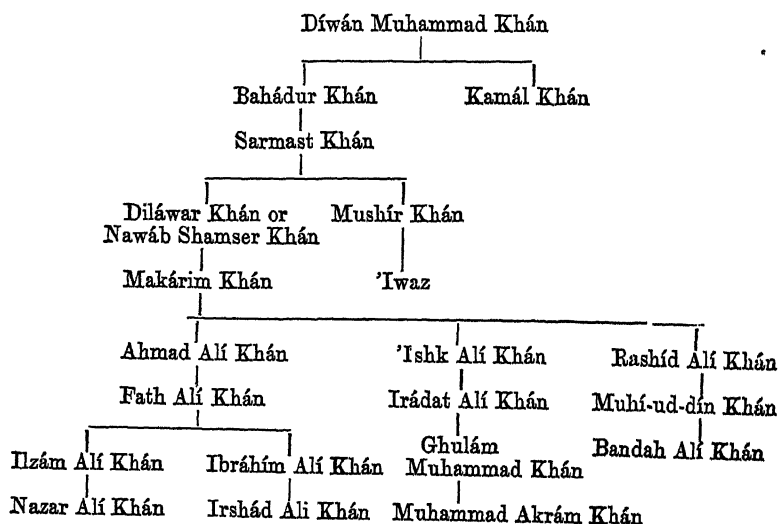 Díwán Muhammad Khán
Bahádur Khán Kamál Khán
Sarmast Khán
Diláwar Khán or Mushír Khán
Nawáb Shamser Khán
Makárim Khán 'Iwaz
Ahmad Alí Khán 'Ishk Alí Khán Rashíd Alí Khán
Fath Alí Khán Irádat Alí Khán Muhí-ud-dín Khán
Ghulám
Muhammad Khán
Bandah Alí Khán
Ilzám Alí Khán Ibráhím Alí Khán
Nazar Alí Khán Irshád Ali Khán Muhammad Akrám Khán